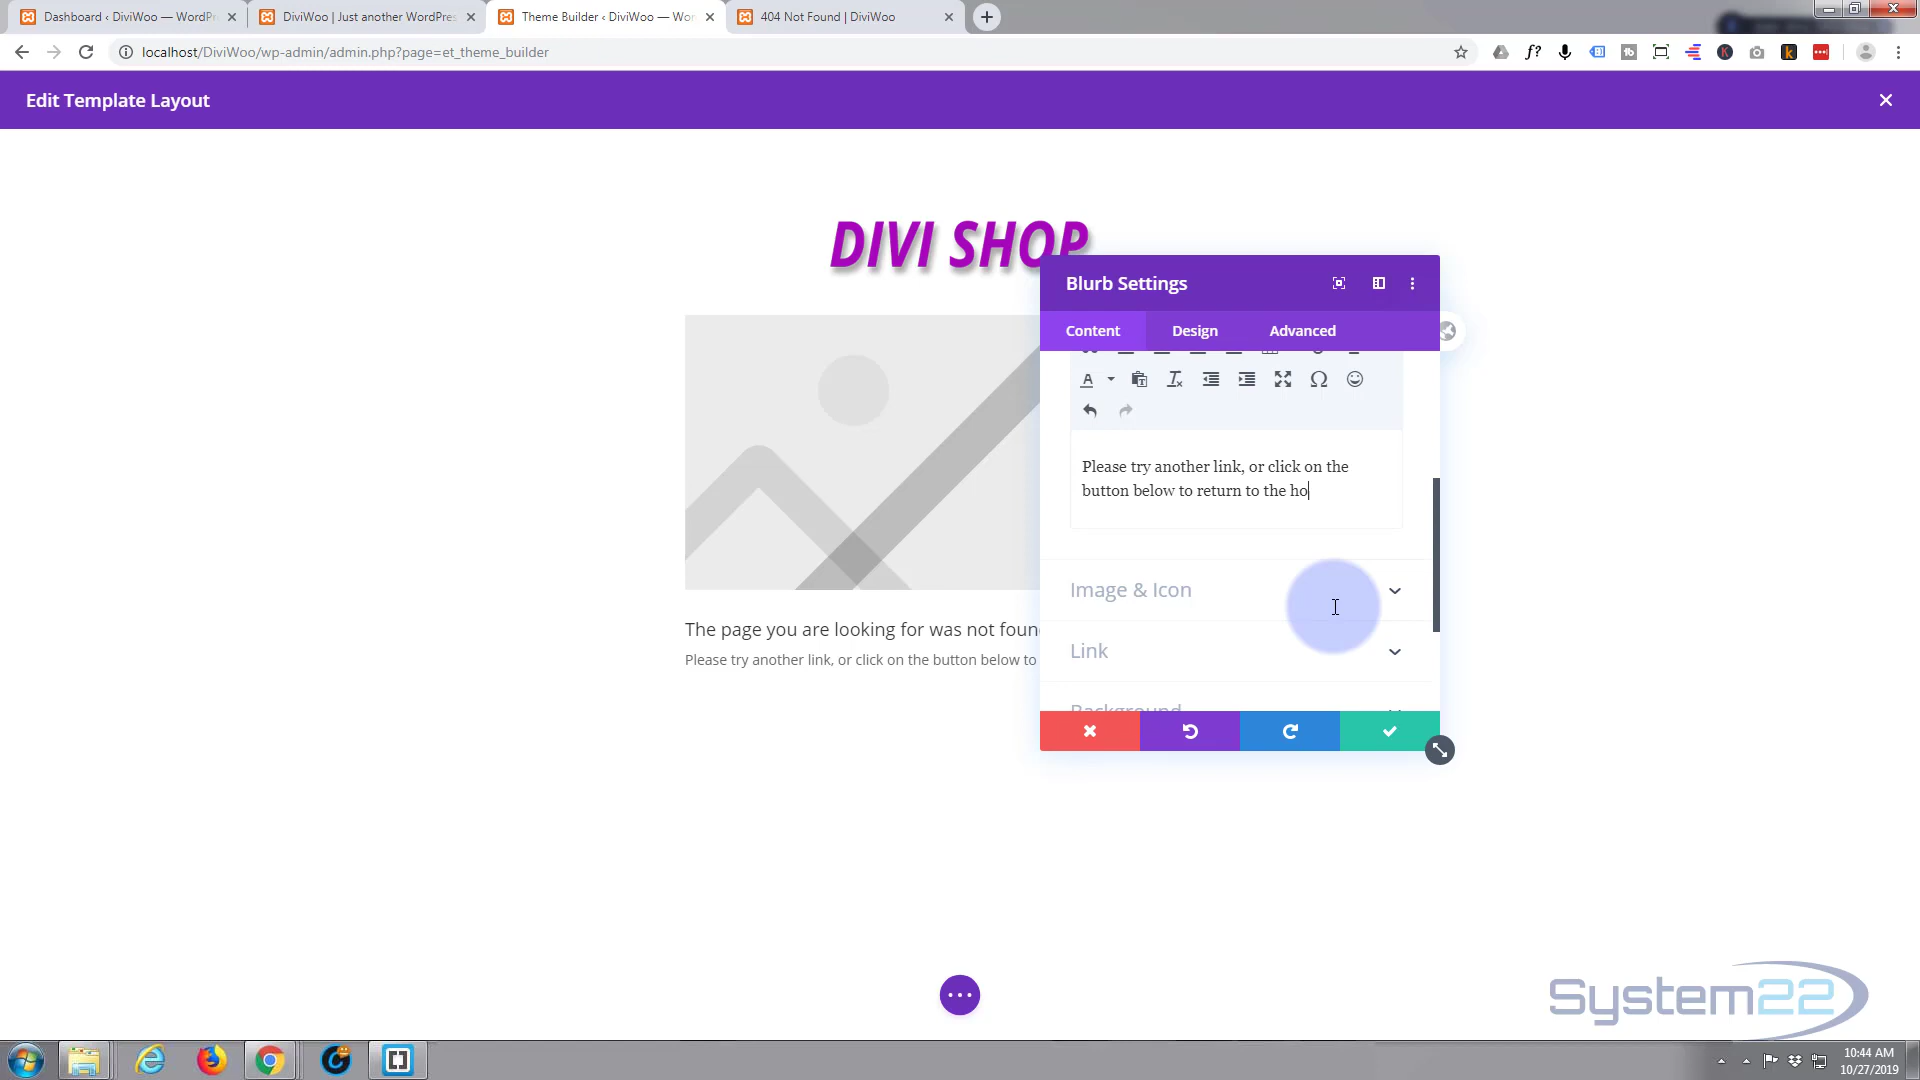 Dashboard ‹ DiviWoo — WordPr
DiviWoo | Just another WordPres
Theme Builder ‹ DiviWoo — Wor
404 Not Found | DiviWoo
localhost/DiviWoo/wp-admin/admin.php?page=et_theme_builder
f?
Edit Template Layout
DIVI SHOP
Blurb Settings
Content
Design
Advanced
Please try another link, or click on the
button below to return to the ho
Image & Icon
Link
Background
The page you are looking for was not foun
Please try another link, or click on the button below to
System22
10:44 AM
10/27/2019